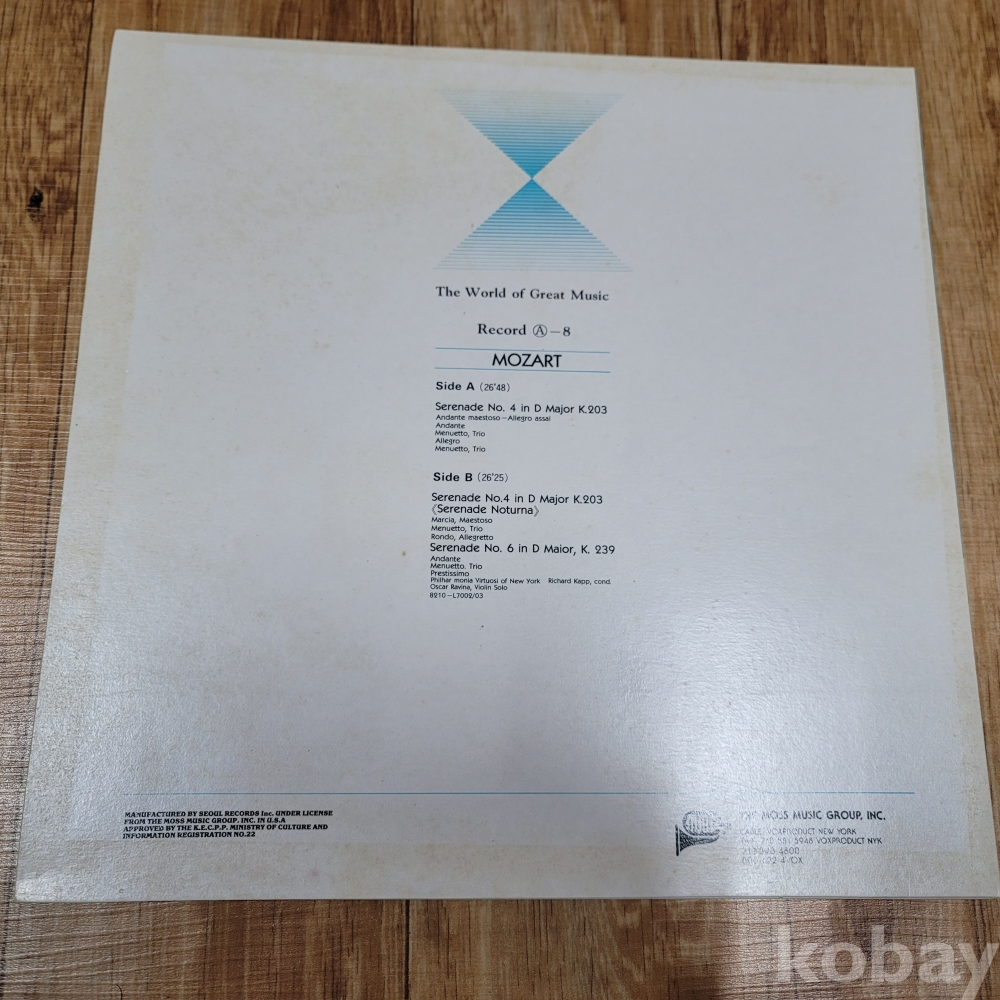 The World of Great Music
Record Ⓐ–8
MOZART
Side A (26'48)
Serenade No. 4 in D Major K.203
Andante maestoso – Allegro assai
Andante
Menuetto, Trio
Allegro
Menuetto, Trio
Side B (26'25)
Serenade No.4 in D Major K.203
《Serenade Noturna》
Marcia, Maestoso
Menuetto, Trio
Rondo, Allegretto
Serenade No. 6 in D Maior, K. 239
Andante
Menuetto. Trio
Prestissimo
Philhar monia Virtuosi of New York Richard Kapp, cond.
Oscar Ravina, Violin Solo
8210–L7002/03
MANUFACTURED BY SEOUL RECORDS Inc. UNDER LICENSE
FROM THE MOSS MUSIC GROUP, INC. IN U.S.A
APPROVED BY THE K.E.C.P.P. MINISTRY OF CULTURE AND
INFORMATION REGISTRATION NO.22
THE MOSS MUSIC GROUP, INC.
VOXPRODUCT NEW YORK
5948 VOXPRODUCT NYK
kobay